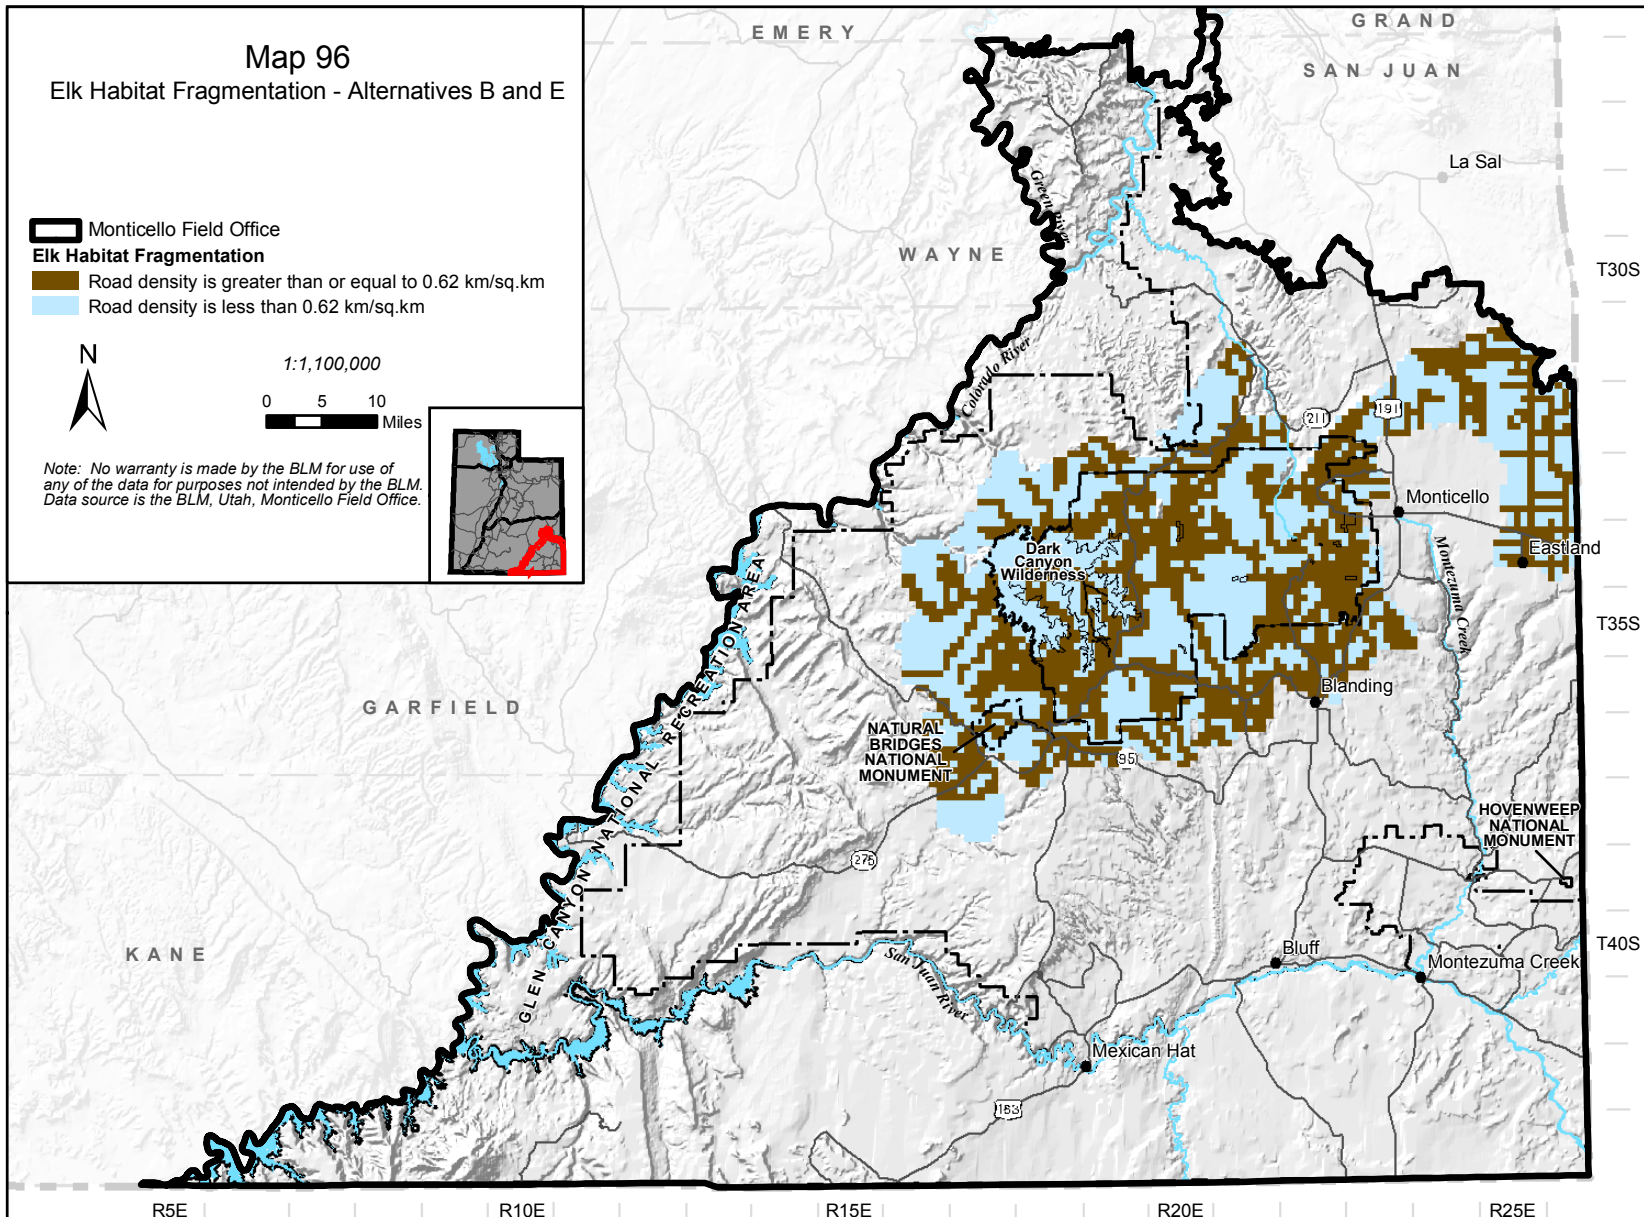 Map 96
Elk Habitat Fragmentation - Alternatives B and E
Monticello Field Office
Elk Habitat Fragmentation
Road density is greater than or equal to 0.62 km/sq.km
Road density is less than 0.62 km/sq.km
N
1:1,100,000
0 5 10
Miles
Note: No warranty is made by the BLM for use of
any of the data for purposes not intended by the BLM.
Data source is the BLM, Utah, Monticello Field Office.
EMERY
GRAND
SAN JUAN
La Sal
Green River
WAYNE
T30S
Colorado River
211
191
Monticello
Eastland
Dark
Canyon
Wilderness
Montezuma Creek
T35S
GARFIELD
Blanding
NATURAL
BRIDGES
NATIONAL
MONUMENT
95
GLEN CANYON NATIONAL RECREATION AREA
HOVENWEEP
NATIONAL
MONUMENT
275
KANE
T40S
San Juan River
Bluff
Montezuma Creek
Mexican Hat
163
R5E
R10E
R15E
R20E
R25E